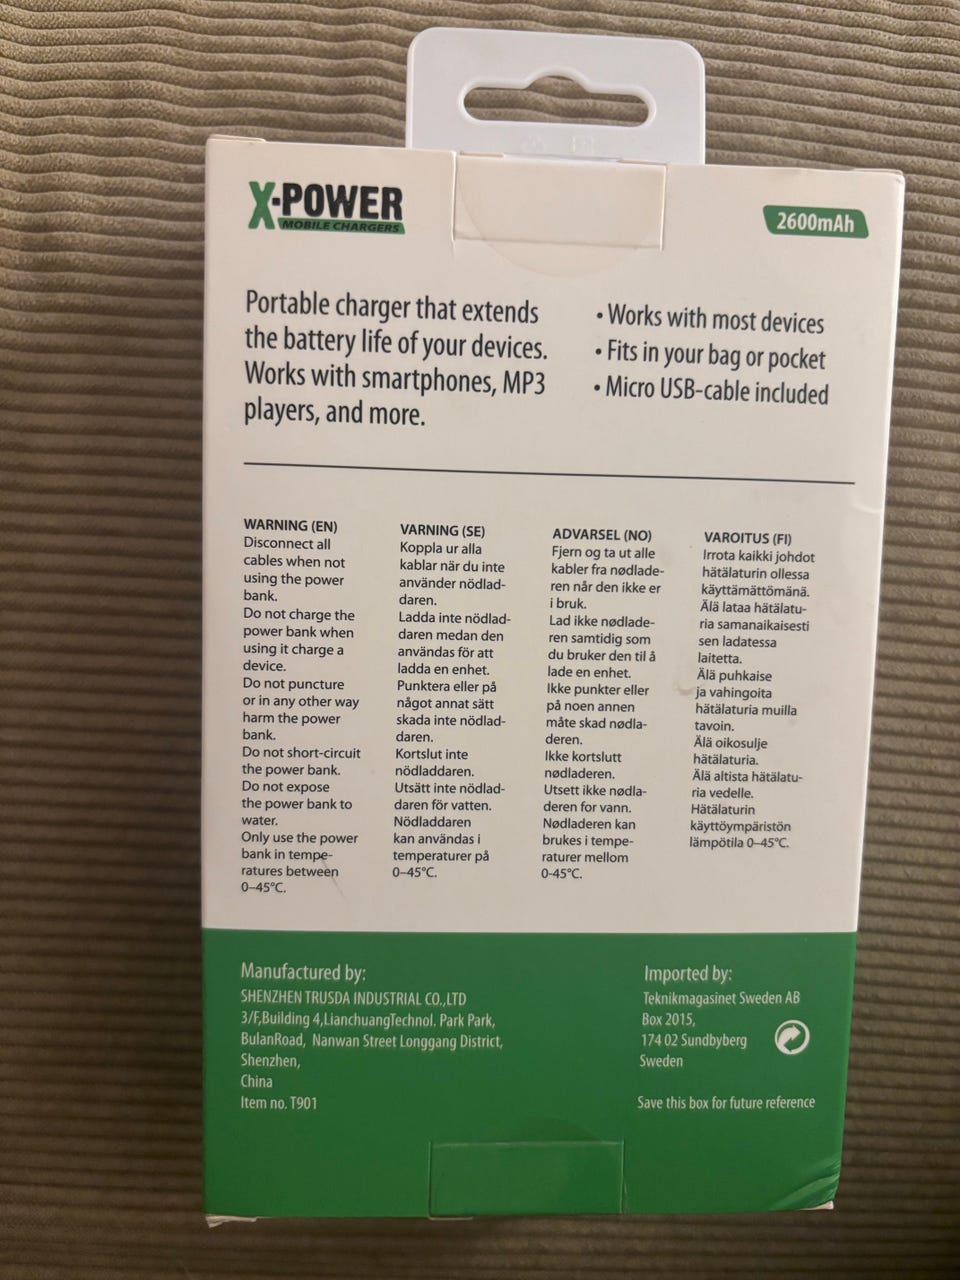 X-POWER
MOBILE CHARGERS
2600mAh
Portable charger that extends
the battery life of your devices.
Works with smartphones, MP3
players, and more.
• Works with most devices
• Fits in your bag or pocket
• Micro USB-cable included
WARNING (EN)
Disconnect all
cables when not
using the power
bank.
Do not charge the
power bank when
using it charge a
device.
Do not puncture
or in any other way
harm the power
bank.
Do not short-circuit
the power bank.
Do not expose
the power bank to
water.
Only use the power
bank in tempe-
ratures between
0–45°C.
VARNING (SE)
Koppla ur alla
kablar när du inte
använder nödlad-
daren.
Ladda inte nödlad-
daren medan den
användas för att
ladda en enhet.
Punktera eller på
något annat sätt
skada inte nödlad-
daren.
Kortslut inte
nödladdaren.
Utsätt inte nödlad-
daren för vatten.
Nödladdaren
kan användas i
temperaturer på
0–45°C.
ADVARSEL (NO)
Fjern og ta ut alle
kabler fra nødlade-
ren når den ikke er
i bruk.
Lad ikke nødlade-
ren samtidig som
du bruker den til å
lade en enhet.
Ikke punkter eller
på noen annen
måte skad nødla-
deren.
Ikke kortslutt
nødladeren.
Utsett ikke nødla-
deren for vann.
Nødladeren kan
brukes i tempe-
raturer mellom
0-45°C.
VAROITUS (FI)
Irrota kaikki johdot
hätälaturin ollessa
käyttämättömänä.
Älä lataa hätälatu-
ria samanaikaisesti
sen ladatessa
laitetta.
Älä puhkaise
ja vahingoita
hätälaturia muilla
tavoin.
Älä oikosulje
hätälaturia.
Älä altista hätälatu-
ria vedelle.
Hätälaturin
käyttöympäristön
lämpötila 0–45°C.
Manufactured by:
SHENZHEN TRUSDA INDUSTRIAL CO.,LTD
3/F,Building 4,LianchuangTechnol. Park Park,
BulanRoad, Nanwan Street Longgang District,
Shenzhen,
China
Item no. T901
Imported by:
Teknikmagasinet Sweden AB
Box 2015,
174 02 Sundbyberg
Sweden
Save this box for future reference